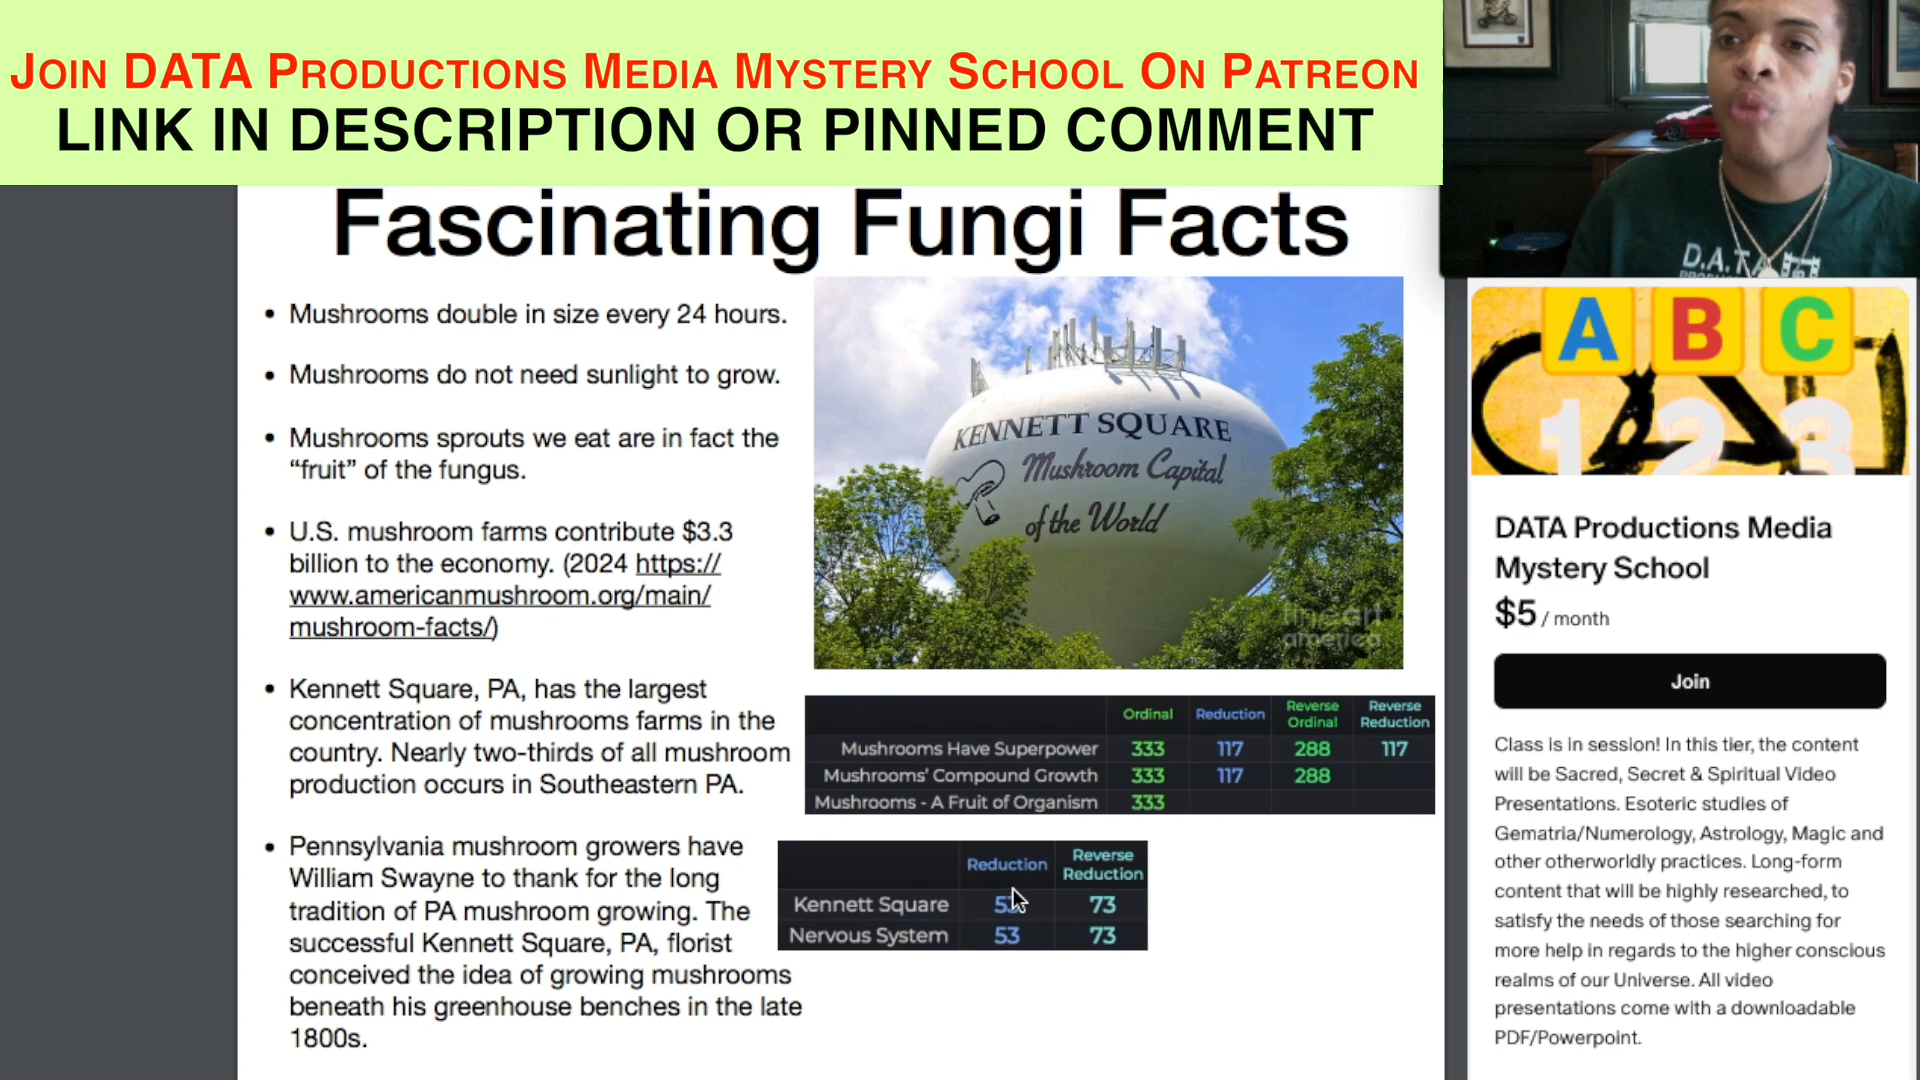 JOIN DATA PRODUCTIONS MEDIA MYSTERY SCHOOL ON PATREON
LINK IN DESCRIPTION OR PINNED COMMENT
Fascinating Fungi Facts
• Mushrooms double in size every 24 hours.
• Mushrooms do not need sunlight to grow.
• Mushrooms sprouts we eat are in fact the
“fruit” of the fungus.
• U.S. mushroom farms contribute $3.3
billion to the economy. (2024 https://
www.americanmushroom.org/main/
mushroom-facts/)
• Kennett Square, PA, has the largest
concentration of mushrooms farms in the
country. Nearly two-thirds of all mushroom
production occurs in Southeastern PA.
• Pennsylvania mushroom growers have
William Swayne to thank for the long
tradition of PA mushroom growing. The
successful Kennett Square, PA, florist
conceived the idea of growing mushrooms
beneath his greenhouse benches in the late
1800s.
KENNETT SQUARE
Mushroom Capital
of the World
fine art
america
Ordinal Reduction Reverse Ordinal Reverse Reduction
Mushrooms Have Superpower 333 117 288 117
Mushrooms' Compound Growth 333 117 288
Mushrooms - A Fruit of Organism 333
Reduction Reverse Reduction
Kennett Square 53 73
Nervous System 53 73
D.A.T.A
A B C
1 2 3
DATA Productions Media
Mystery School
$5 / month
Join
Class is in session! In this tier, the content
will be Sacred, Secret & Spiritual Video
Presentations. Esoteric studies of
Gematria/Numerology, Astrology, Magic and
other otherworldly practices. Long-form
content that will be highly researched, to
satisfy the needs of those searching for
more help in regards to the higher conscious
realms of our Universe. All video
presentations come with a downloadable
PDF/Powerpoint.